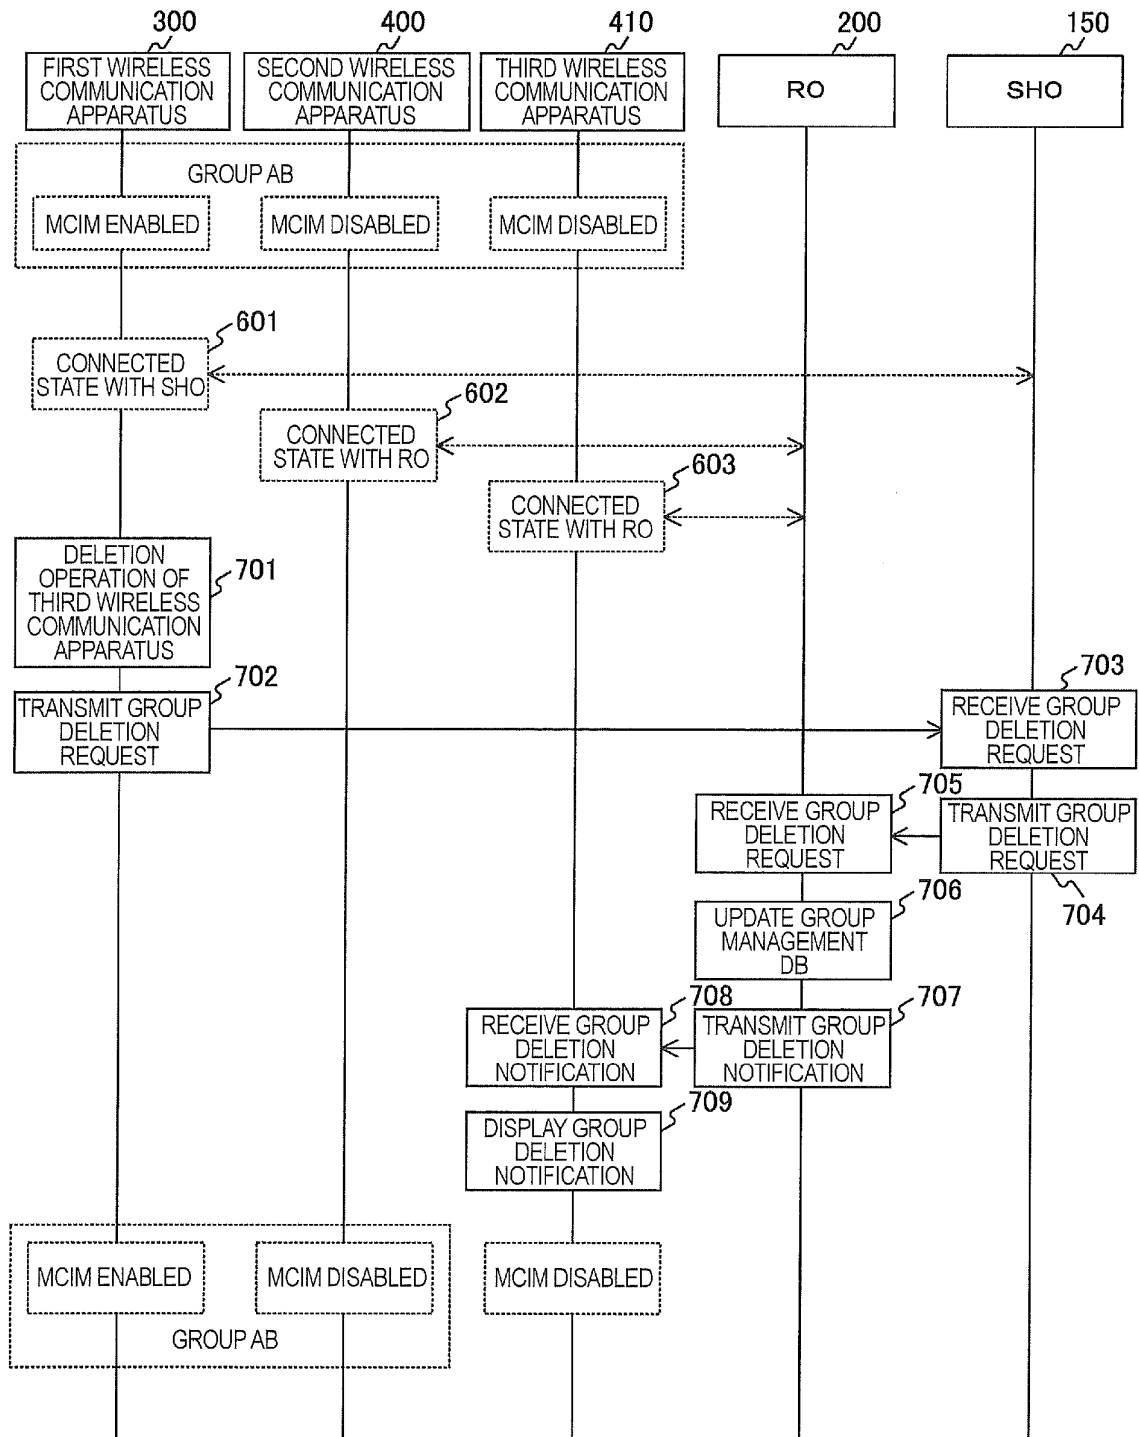 300
400
410
200
150
FIRST WIRELESS
COMMUNICATION
APPARATUS
SECOND WIRELESS
COMMUNICATION
APPARATUS
THIRD WIRELESS
COMMUNICATION
APPARATUS
RO
SHO
GROUP AB
MCIM ENABLED
MCIM DISABLED
MCIM DISABLED
601
CONNECTED
STATE WITH SHO
602
CONNECTED
STATE WITH RO
603
CONNECTED
STATE WITH RO
DELETION
OPERATION OF
THIRD WIRELESS
COMMUNICATION
APPARATUS
701
702
TRANSMIT GROUP
DELETION
REQUEST
703
RECEIVE GROUP
DELETION
REQUEST
705
RECEIVE GROUP
DELETION
REQUEST
TRANSMIT GROUP
DELETION
REQUEST
704
706
UPDATE GROUP
MANAGEMENT
DB
708
RECEIVE GROUP
DELETION
NOTIFICATION
707
TRANSMIT GROUP
DELETION
NOTIFICATION
709
DISPLAY GROUP
DELETION
NOTIFICATION
MCIM ENABLED
MCIM DISABLED
MCIM DISABLED
GROUP AB